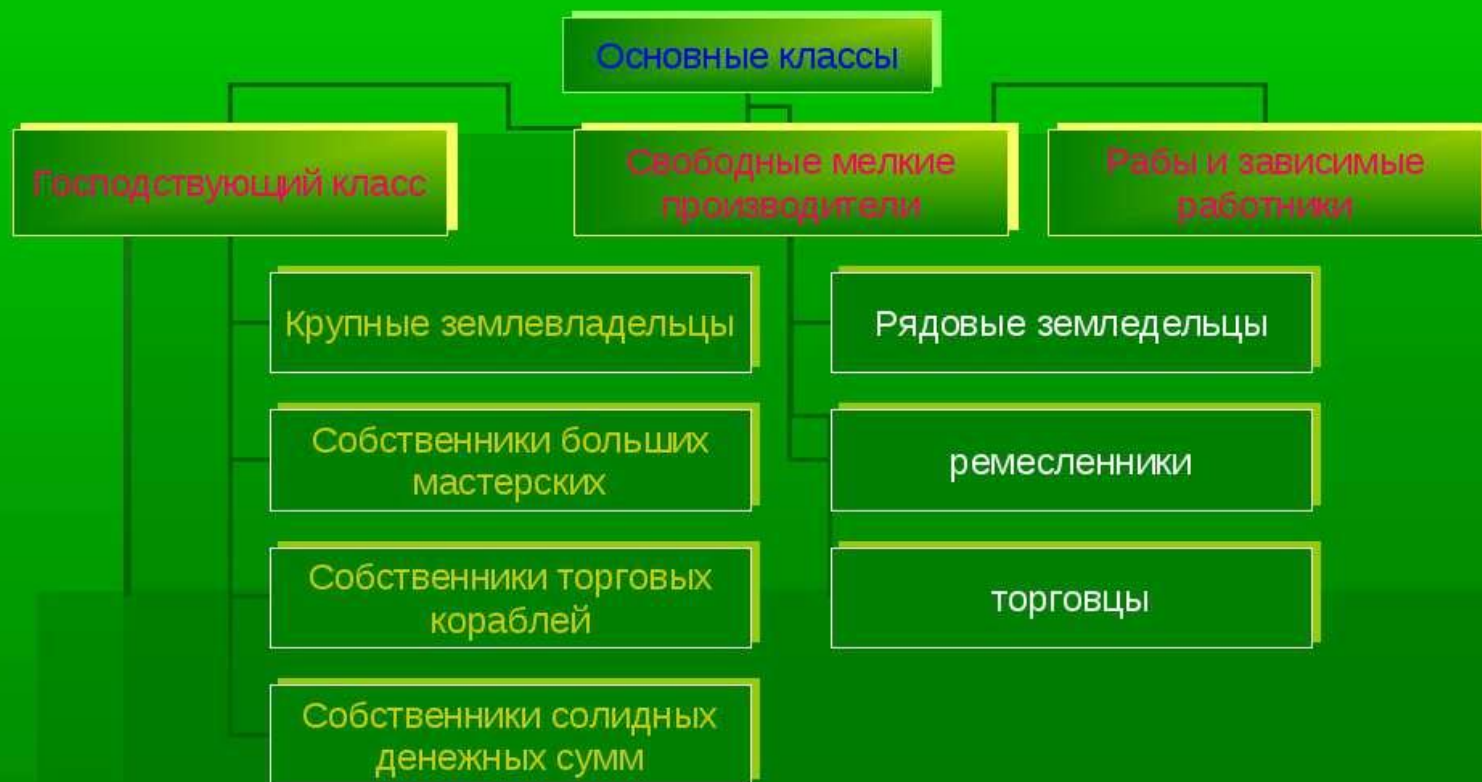 Основные классы
Господствующий класс
Свободные мелкие
производители
Рабы и зависимые
работники
Крупные землевладельцы
Собственники больших
мастерских
Собственники торговых
кораблей
Собственники солидных
денежных сумм
Рядовые земледельцы
ремесленники
торговцы